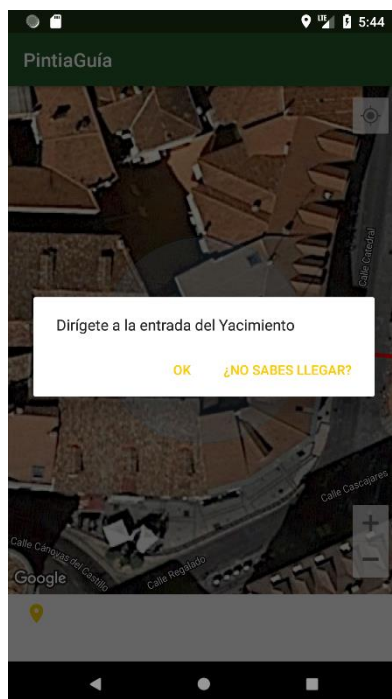 LTE 5:44
PintiaGuía
Calle Catedral
Dirígete a la entrada del Yacimiento
OK ¿NO SABES LLEGAR?
Calle Cascajares
Calle Cánovas del Castillo
Calle Regalado
Google